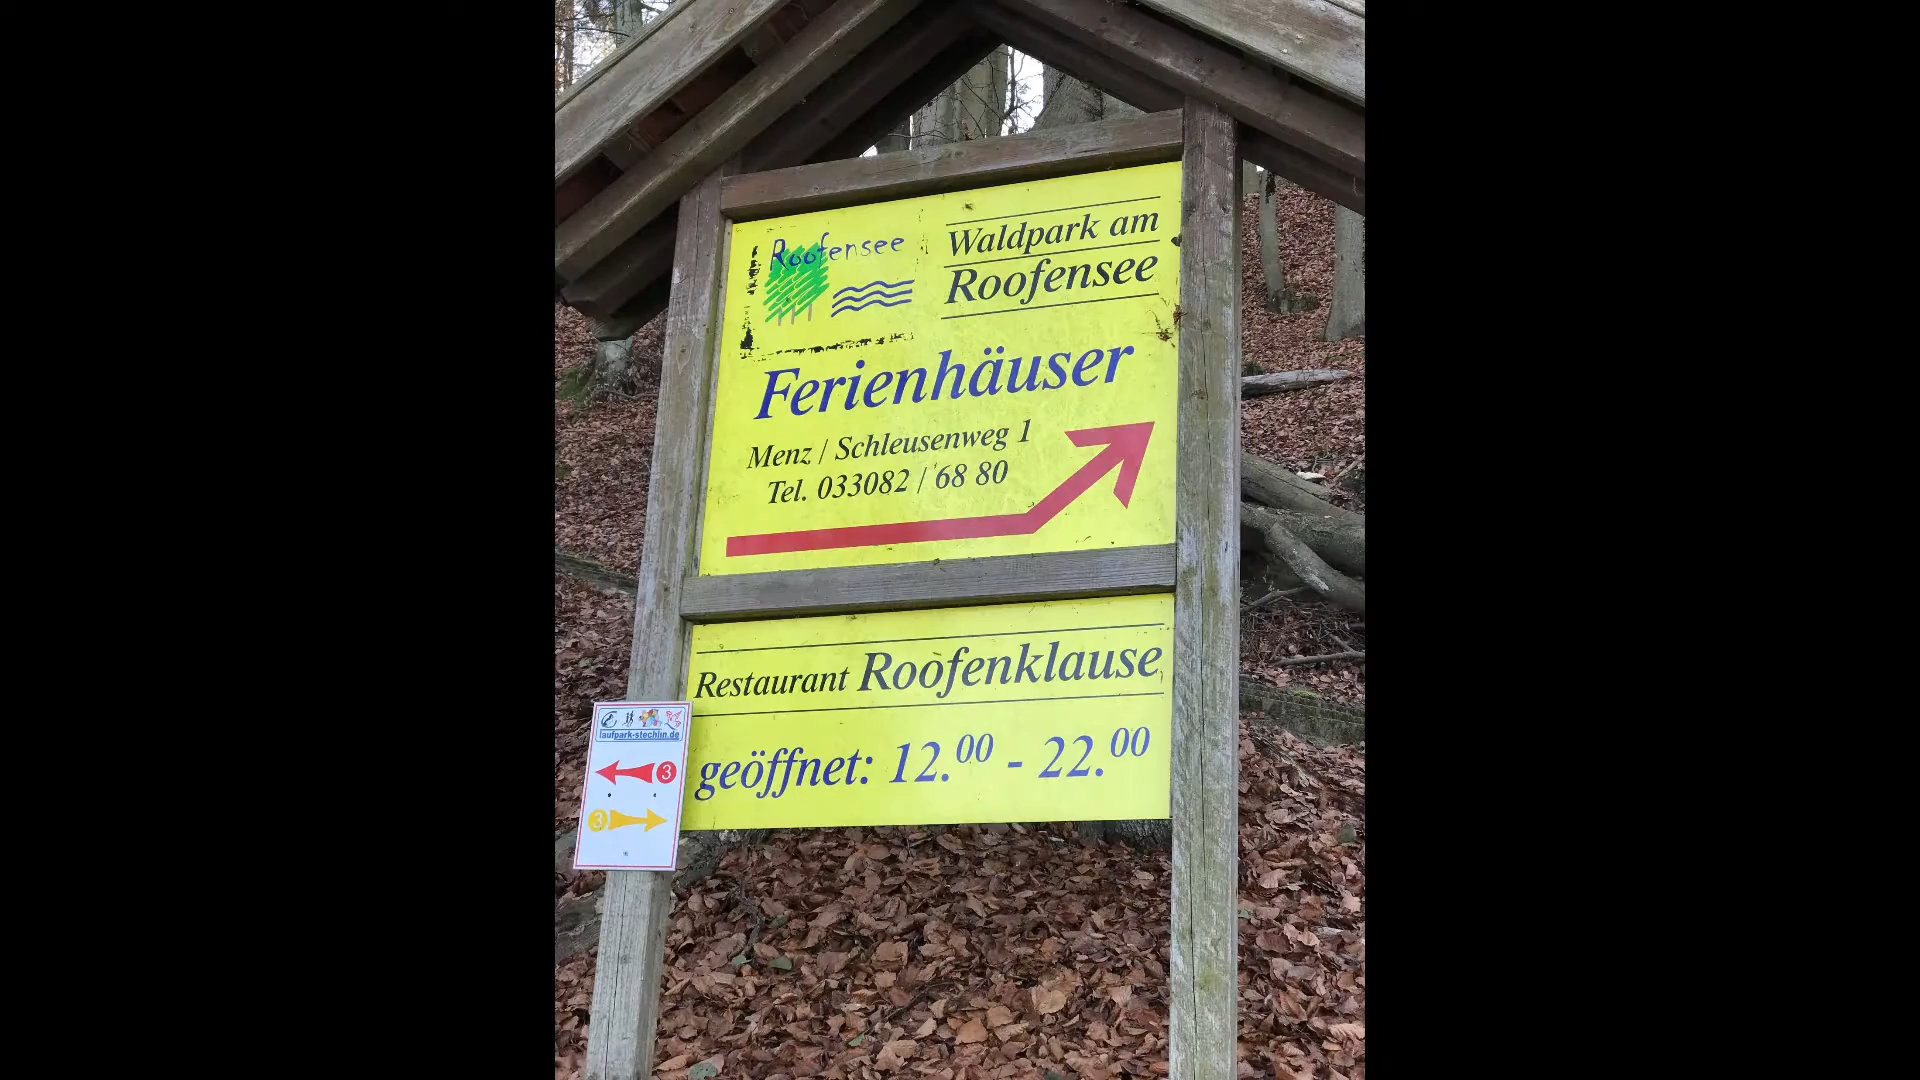 Roofensee
Waldpark am
Roofensee
Ferienhäuser
Menz / Schleusenweg 1
Tel. 033082 / 68 80
Restaurant Roofenklause
geöffnet: 12.00 - 22.00
laufpark-stechlin.de
3
3